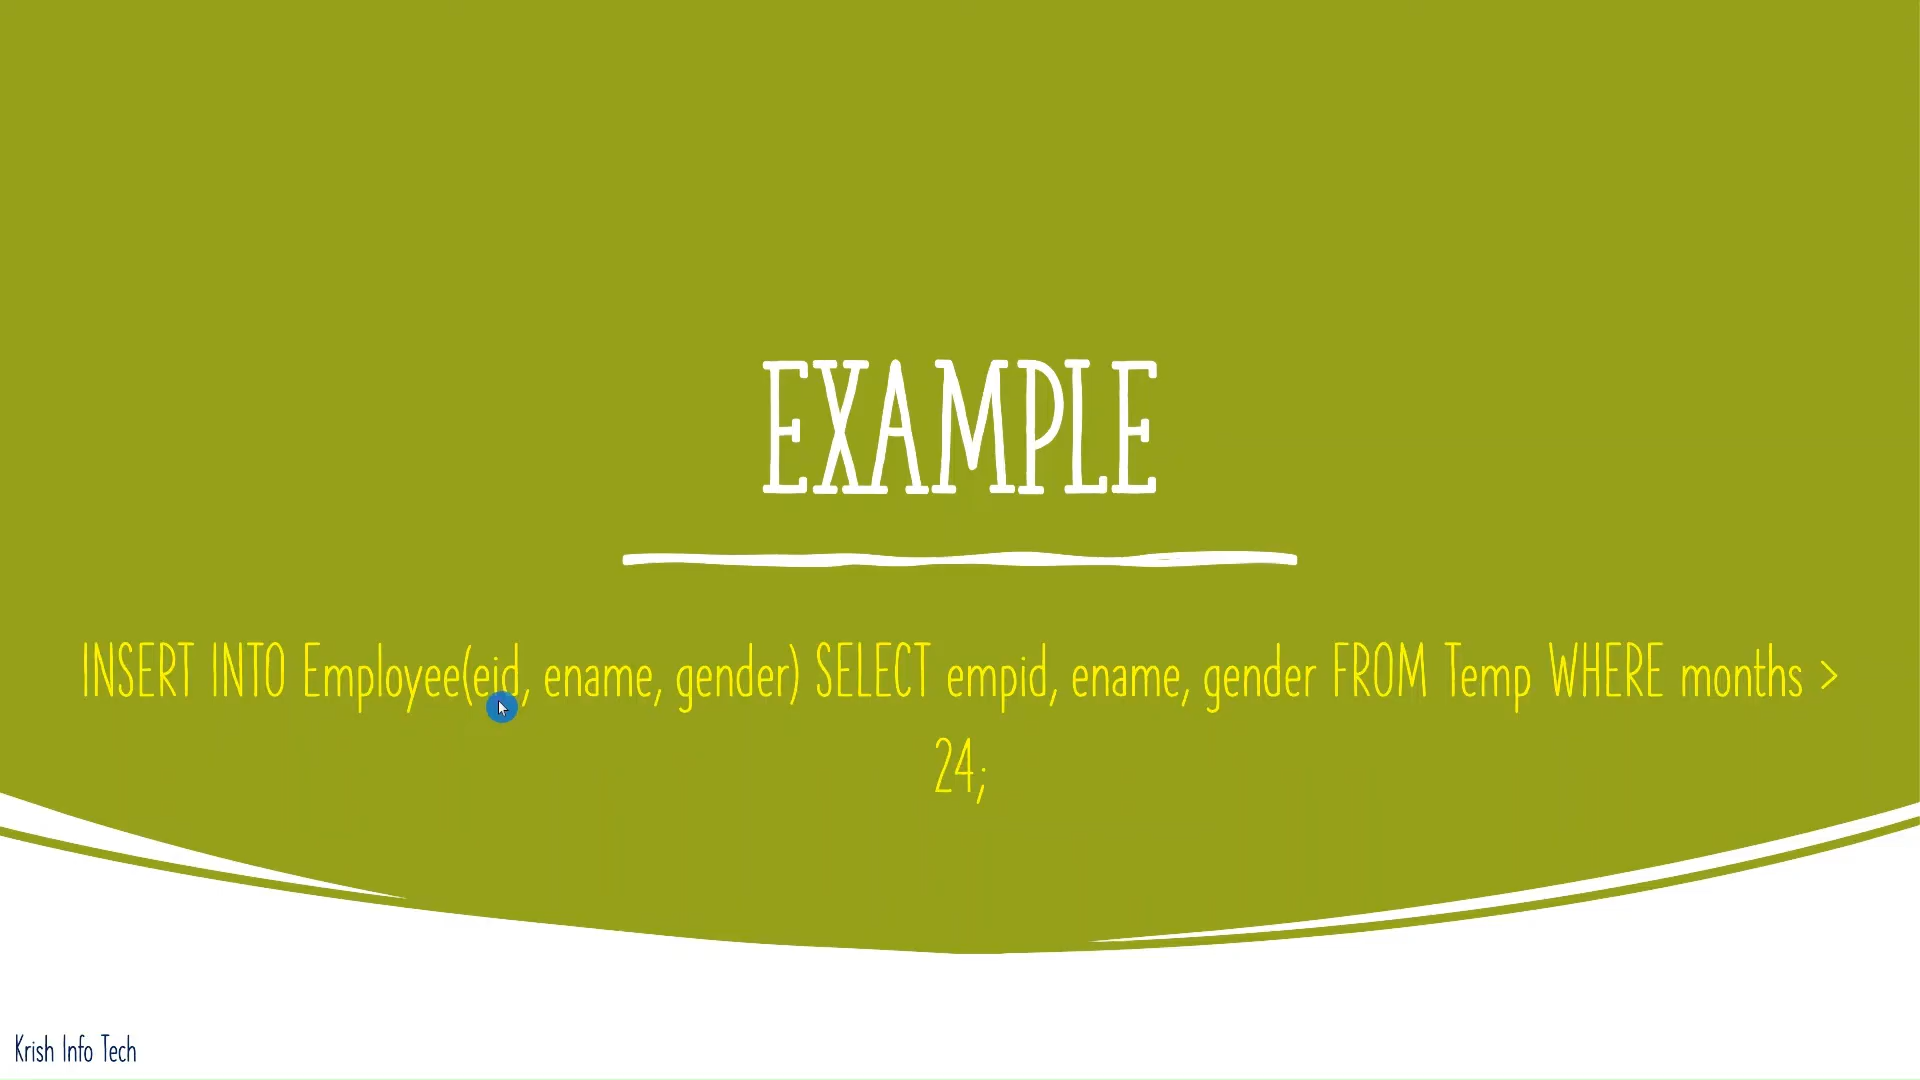 EXAMPLE
INSERT INTO Employee(eid, ename, gender) SELECT empid, ename, gender FROM Temp WHERE months >
24;
Krish Info Tech